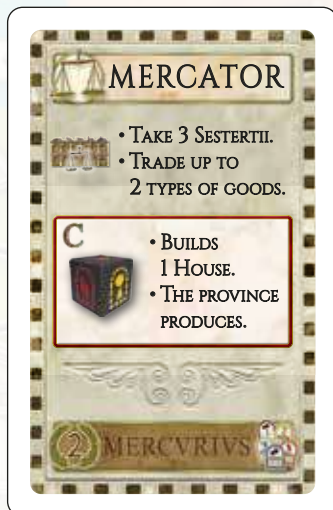 MERCATOR
• TAKE 3 SESTERTII.
• TRADE UP TO
2 TYPES OF GOODS.
C
• BUILDS
1 HOUSE.
• THE PROVINCE
PRODUCES.
2 MERCVRIVS